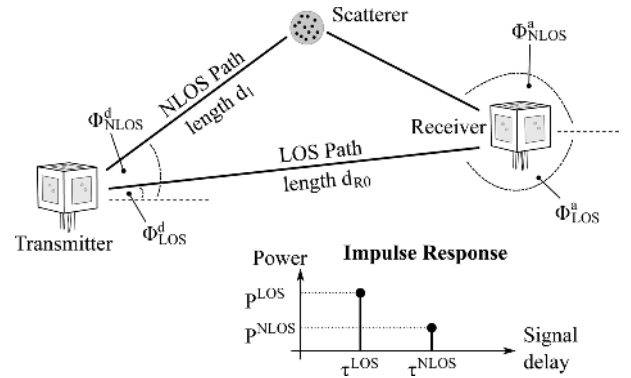 Scatterer
Φ^a_NLOS
NLOS Path
length d₁
Φ^d_NLOS
Receiver
LOS Path
length d_R0
Φ^a_LOS
Φ^d_LOS
Transmitter
Power
Impulse Response
P^LOS
P^NLOS
Signal
delay
τ^LOS
τ^NLOS